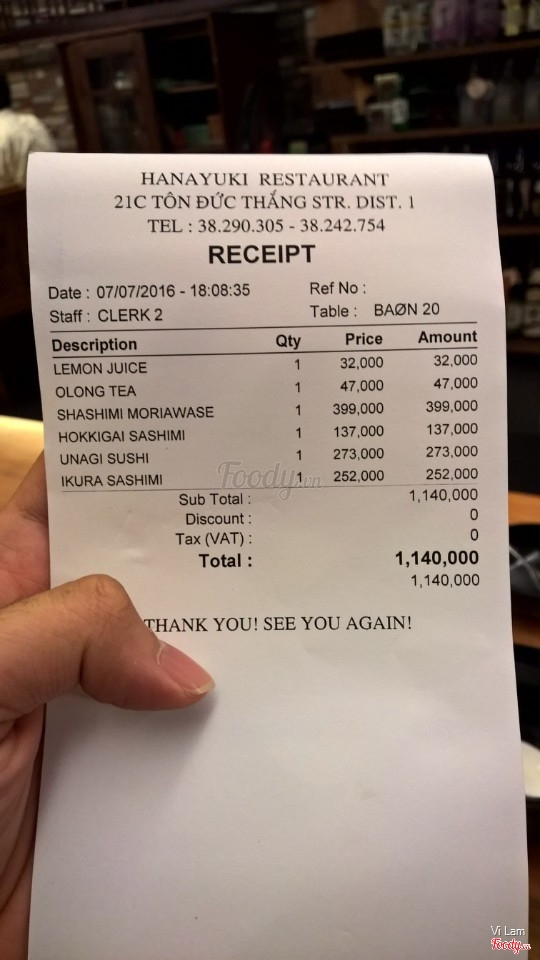 HANAYUKI RESTAURANT
21C TÔN ĐỨC THẮNG STR. DIST. 1
TEL : 38.290.305 - 38.242.754
RECEIPT
Date : 07/07/2016 - 18:08:35 Ref No :
Staff : CLERK 2 Table : BAØN 20
Description Qty Price Amount
LEMON JUICE 1 32,000 32,000
OLONG TEA 1 47,000 47,000
SHASHIMI MORIAWASE 1 399,000 399,000
HOKKIGAI SASHIMI 1 137,000 137,000
UNAGI SUSHI 1 273,000 273,000
IKURA SASHIMI 1 252,000 252,000
Foody.vn
Sub Total : 1,140,000
Discount : 0
Tax (VAT) : 0
Total : 1,140,000
1,140,000
THANK YOU! SEE YOU AGAIN!
Vi Lam
Foody.vn